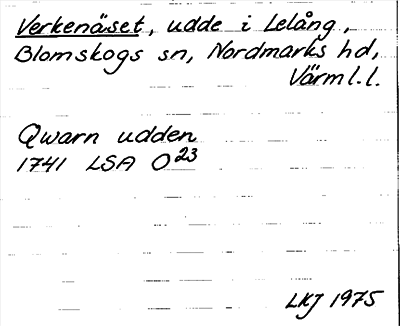 Verkenäset, udde i Lelång,
Blomskogs sn, Nordmarks hd,
Värml.l.
Qwarn udden
1741 LSA O23
LKJ 1975